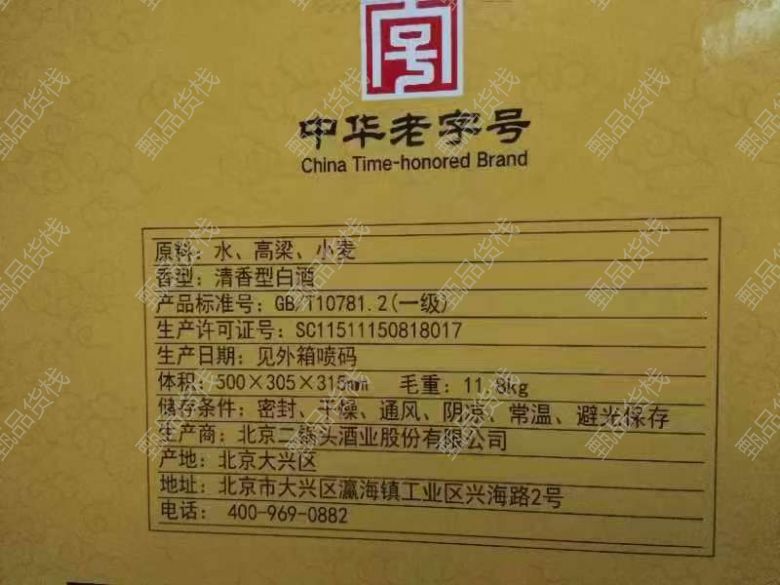 中华老字号
China Time-honored Brand
原料：水、高粱、小麦
香型：清香型白酒
产品标准号：GB/T10781.2(一级)
生产许可证号：SC11511150818017
生产日期：见外箱喷码
体积：500×305×315mm 毛重：11.8kg
储存条件：密封、干燥、通风、阴凉、常温、避光保存
生产商：北京二锅头酒业股份有限公司
产地：北京大兴区
地址：北京市大兴区瀛海镇工业区兴海路2号
电话：400-969-0882
甄品货栈